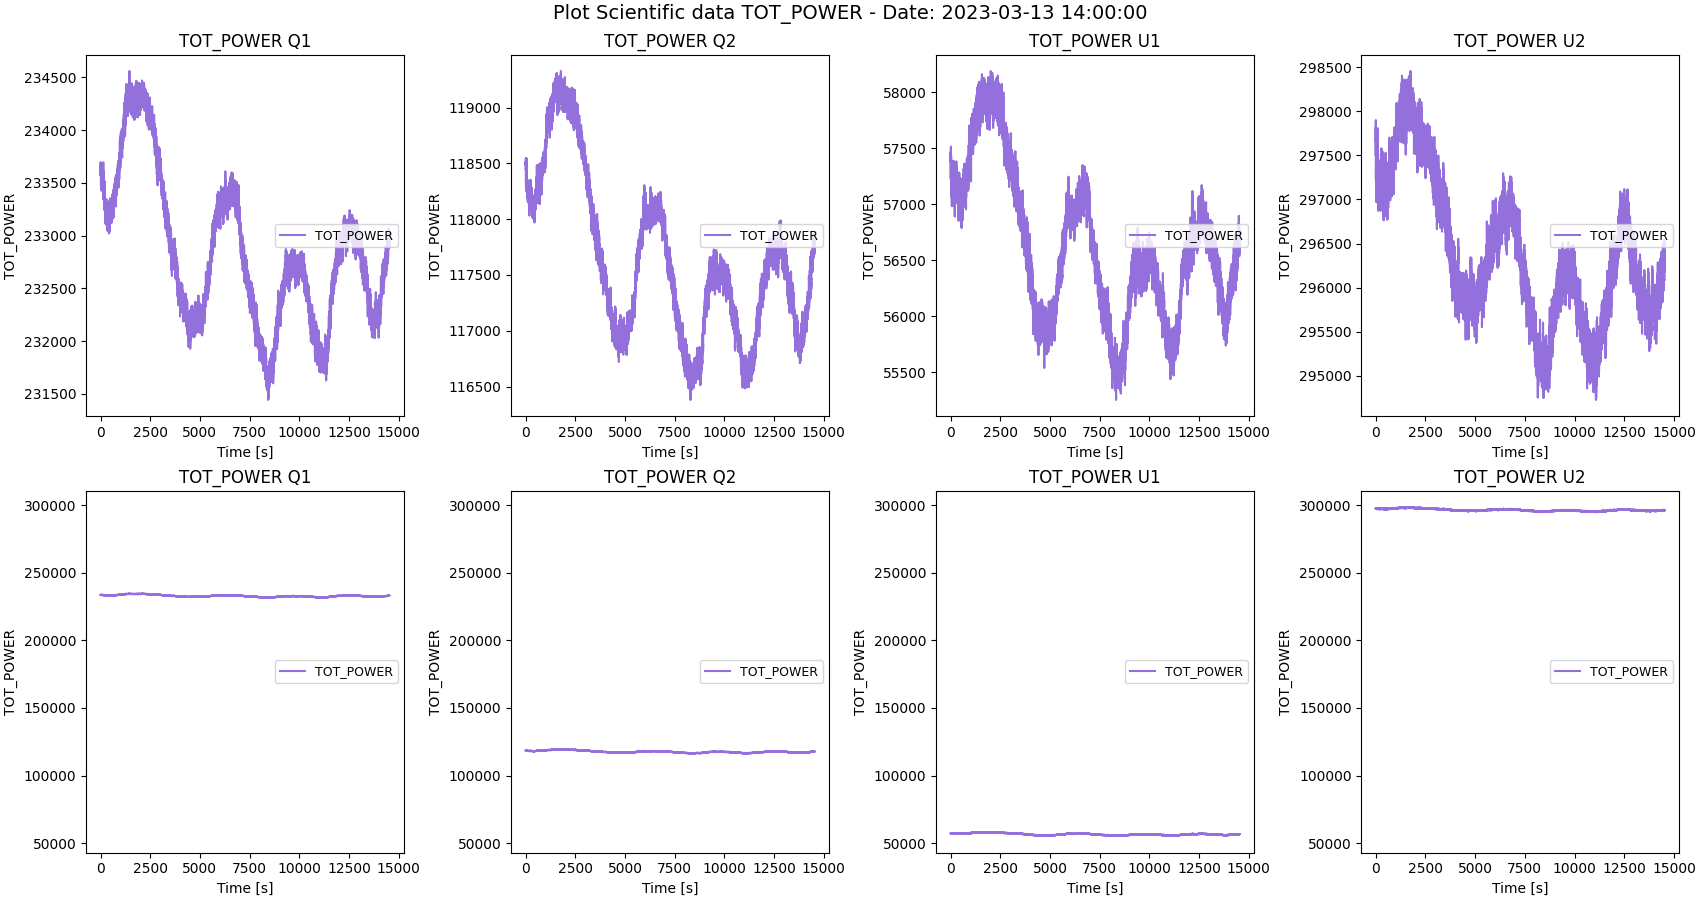 Plot Scientific data TOT_POWER - Date: 2023-03-13 14:00:00
TOT_POWER Q1
TOT_POWER
234500
234000
233500
233000
232500
232000
231500
TOT_POWER
0 2500 5000 7500 10000 12500 15000
Time [s]
TOT_POWER Q2
TOT_POWER
119000
118500
118000
117500
117000
116500
TOT_POWER
0 2500 5000 7500 10000 12500 15000
Time [s]
TOT_POWER U1
TOT_POWER
58000
57500
57000
56500
56000
55500
TOT_POWER
0 2500 5000 7500 10000 12500 15000
Time [s]
TOT_POWER U2
TOT_POWER
298500
298000
297500
297000
296500
296000
295500
295000
TOT_POWER
0 2500 5000 7500 10000 12500 15000
Time [s]
TOT_POWER Q1
TOT_POWER
300000
250000
200000
150000
100000
50000
TOT_POWER
0 2500 5000 7500 10000 12500 15000
Time [s]
TOT_POWER Q2
TOT_POWER
300000
250000
200000
150000
100000
50000
TOT_POWER
0 2500 5000 7500 10000 12500 15000
Time [s]
TOT_POWER U1
TOT_POWER
300000
250000
200000
150000
100000
50000
TOT_POWER
0 2500 5000 7500 10000 12500 15000
Time [s]
TOT_POWER U2
TOT_POWER
300000
250000
200000
150000
100000
50000
TOT_POWER
0 2500 5000 7500 10000 12500 15000
Time [s]